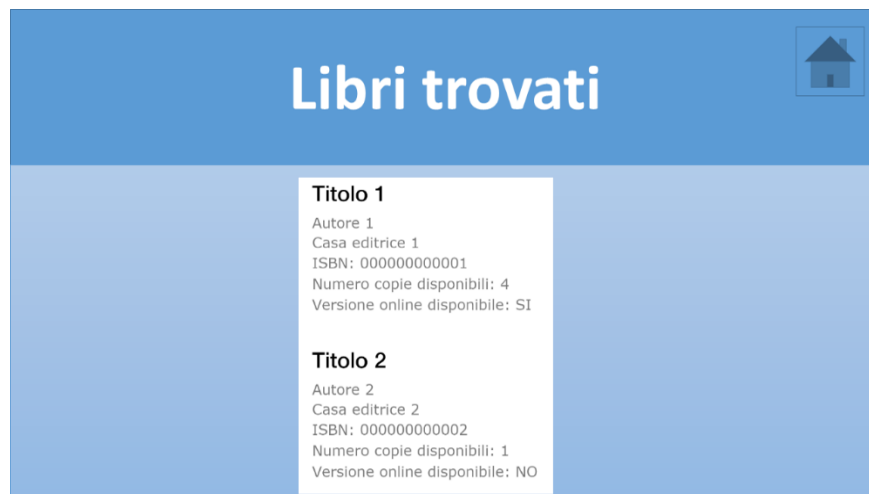 Libri trovati
Titolo 1
Autore 1
Casa editrice 1
ISBN: 000000000001
Numero copie disponibili: 4
Versione online disponibile: SI
Titolo 2
Autore 2
Casa editrice 2
ISBN: 000000000002
Numero copie disponibili: 1
Versione online disponibile: NO